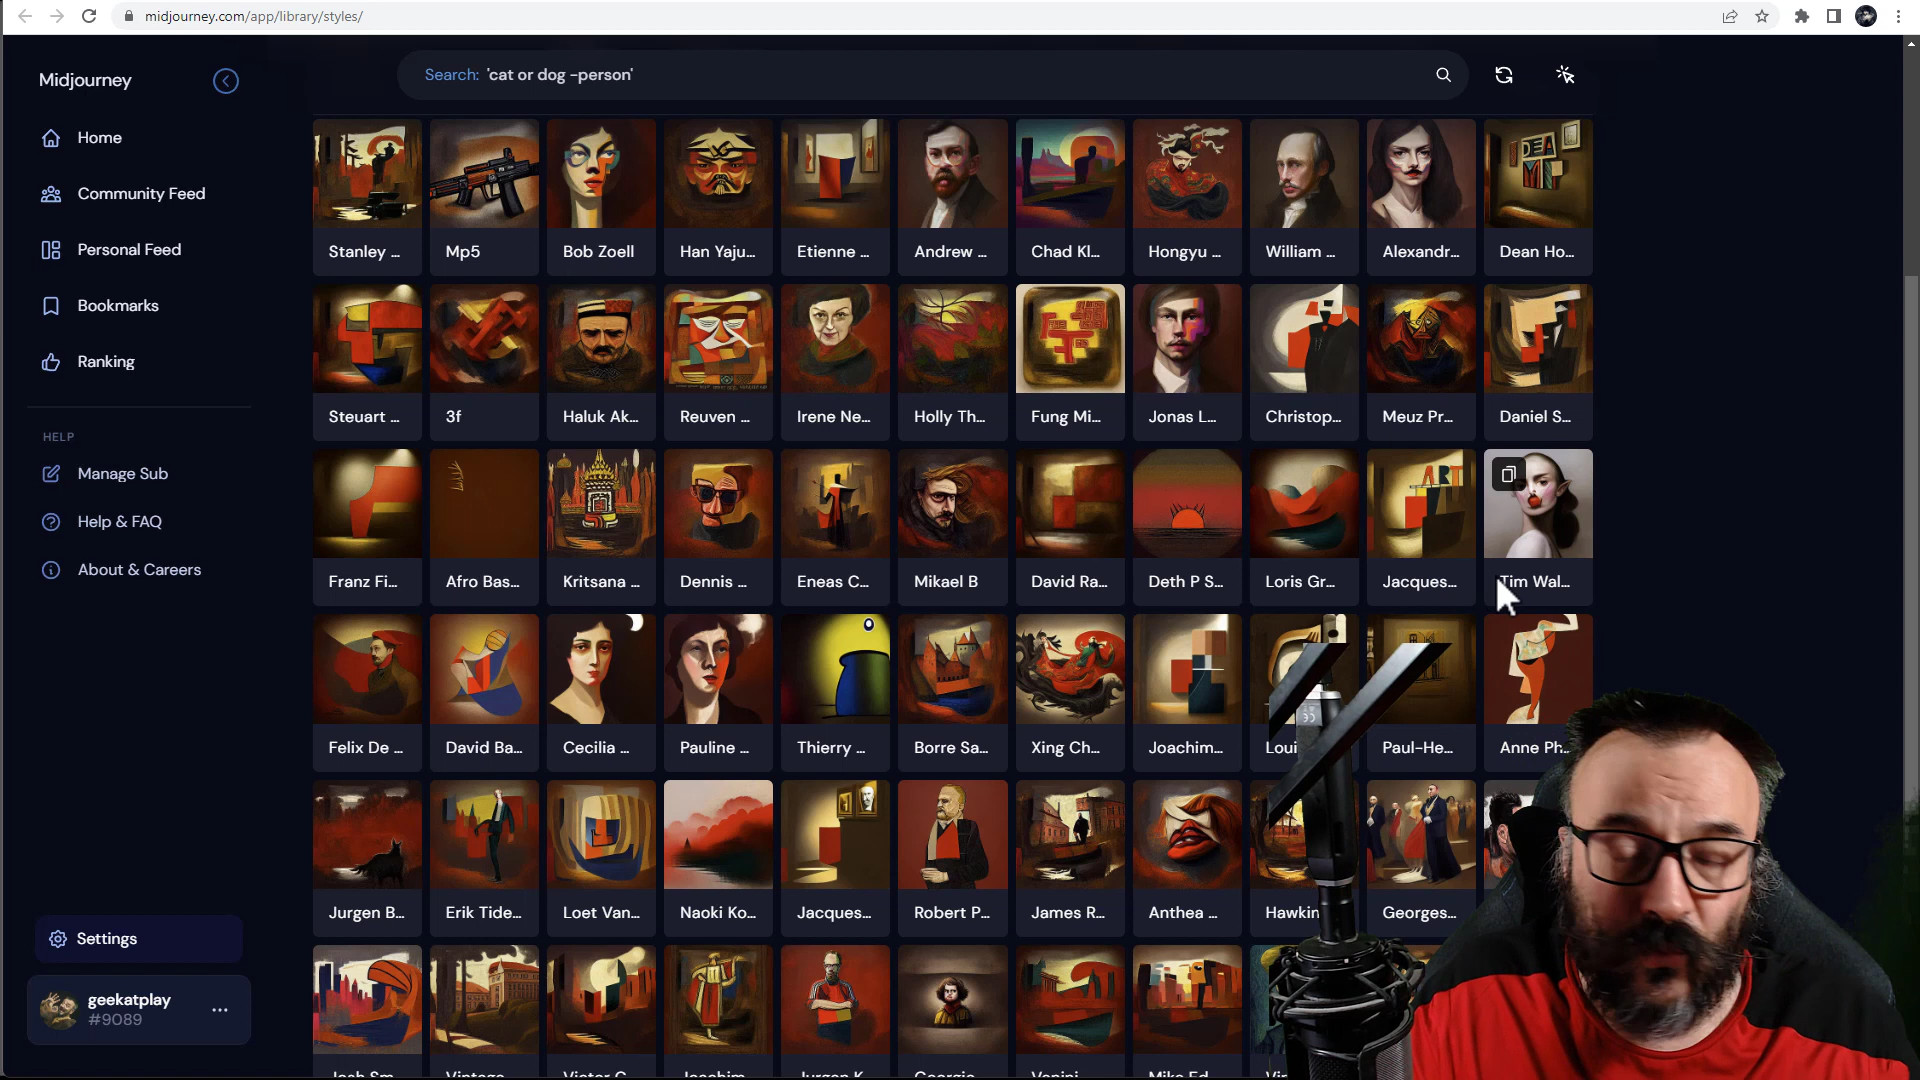 midjourney.com/app/library/styles/
Midjourney
Search: 'cat or dog -person'
Home
Community Feed
Personal Feed
Bookmarks
Ranking
HELP
Manage Sub
Help & FAQ
About & Careers
Settings
geekatplay
#9089
Stanley ... Mp5 Bob Zoell Han Yaju... Etienne ... Andrew ... Chad Kl... Hongyu ... William ... Alexandr... Dean Ho...
Steuart ... 3f Haluk Ak... Reuven ... Irene Ne... Holly Th... Fung Mi... Jonas L... Christop... Meuz Pr... Daniel S...
ART
Franz Fi... Afro Bas... Kritsana ... Dennis ... Eneas C... Mikael B David Ra... Deth P S... Loris Gr... Jacques... Tim Wal...
Felix De ... David Ba... Cecilia ... Pauline ... Thierry ... Borre Sa... Xing Ch... Joachim... Loui Paul-He... Anne Ph...
Jurgen B... Erik Tide... Loet Van... Naoki Ko... Jacques... Robert P... James R... Anthea ... Hawkin Georges...